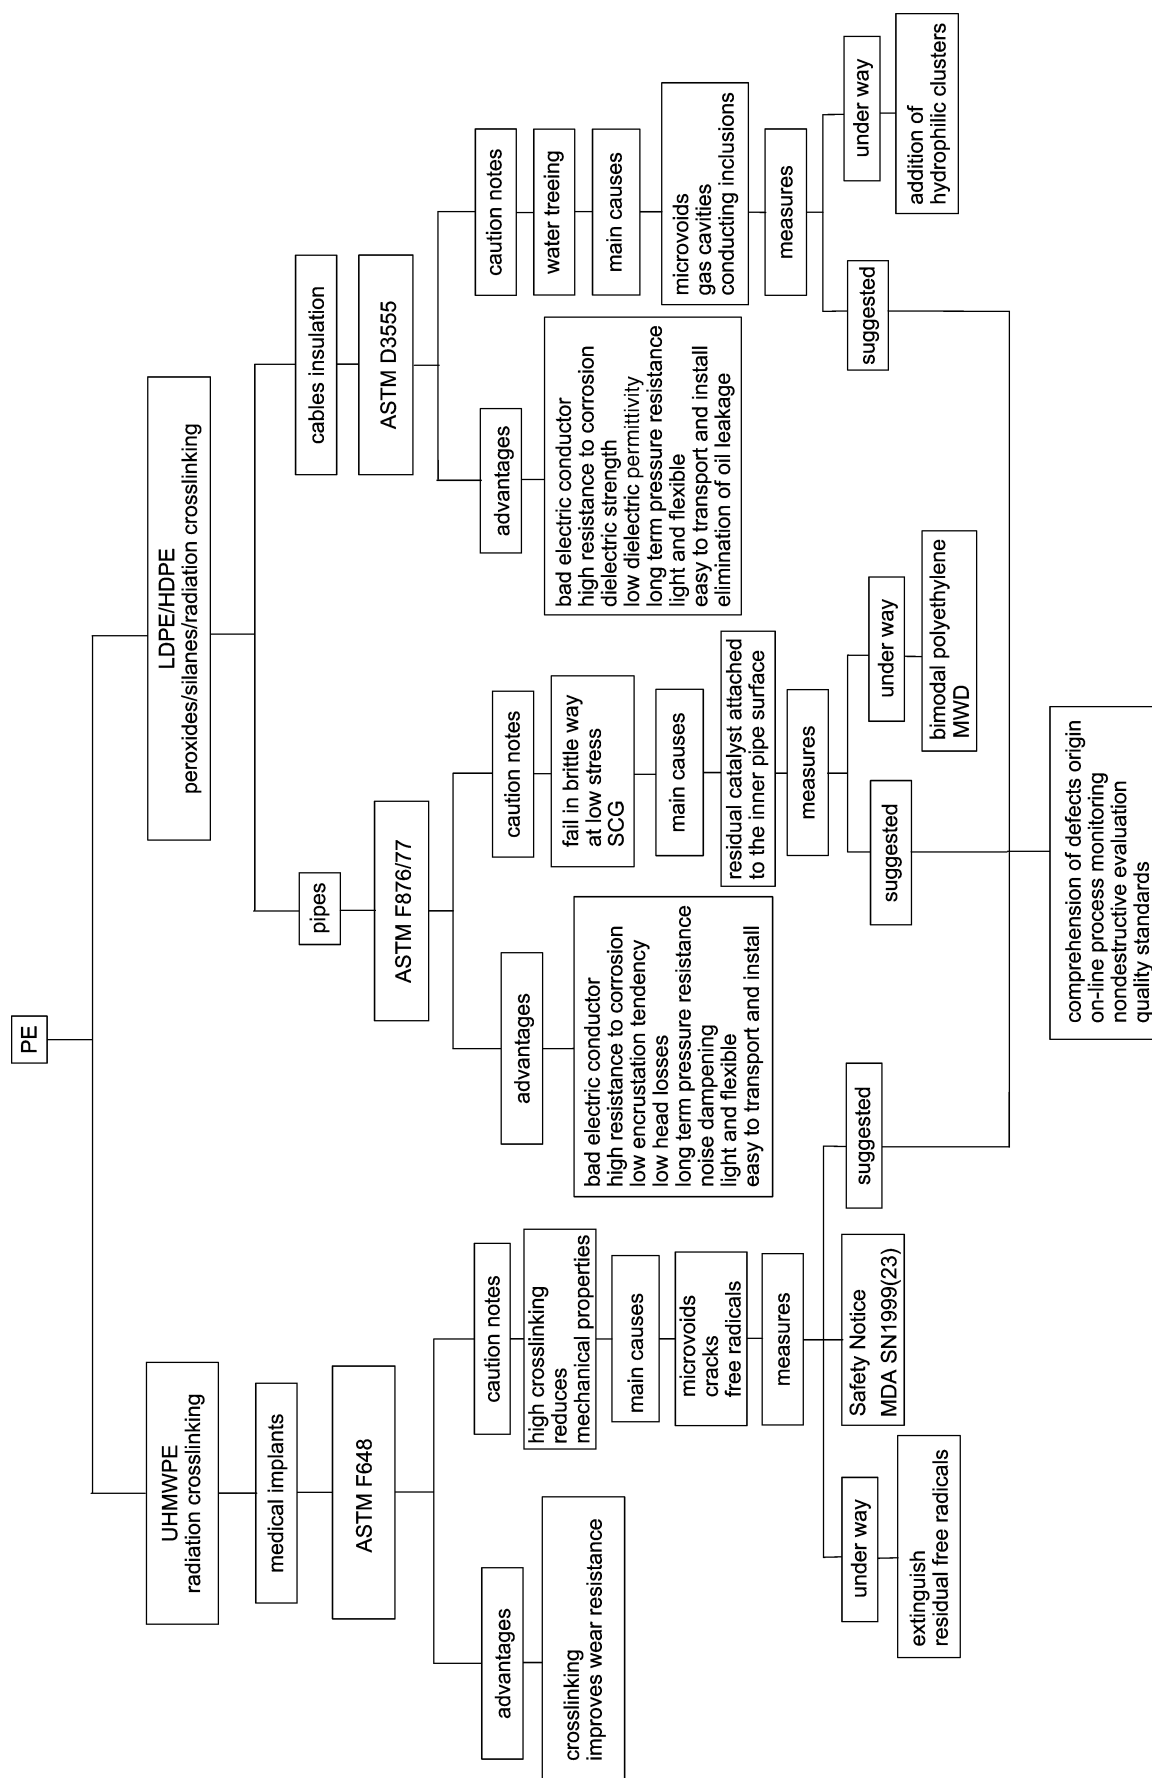 PE
UHMWPE
radiation crosslinking
medical implants
ASTM F648
advantages
crosslinking
improves wear resistance
caution notes
high crosslinking
reduces
mechanical properties
main causes
microvoids
cracks
free radicals
measures
under way
extinguish
residual free radicals
Safety Notice
MDA SN1999(23)
suggested
LDPE/HDPE
peroxides/silanes/radiation crosslinking
pipes
ASTM F876/77
advantages
bad electric conductor
high resistance to corrosion
low encrustation tendency
low head losses
long term pressure resistance
noise dampening
light and flexible
easy to transport and install
caution notes
fail in brittle way
at low stress
SCG
main causes
residual catalyst attached
to the inner pipe surface
measures
suggested
under way
bimodal polyethylene
MWD
cables insulation
ASTM D3555
advantages
bad electric conductor
high resistance to corrosion
dielectric strength
low dielectric permittivity
long term pressure resistance
light and flexible
easy to transport and install
elimination of oil leakage
caution notes
water treeing
main causes
microvoids
gas cavities
conducting inclusions
measures
suggested
under way
addition of
hydrophilic clusters
comprehension of defects origin
on-line process monitoring
nondestructive evaluation
quality standards